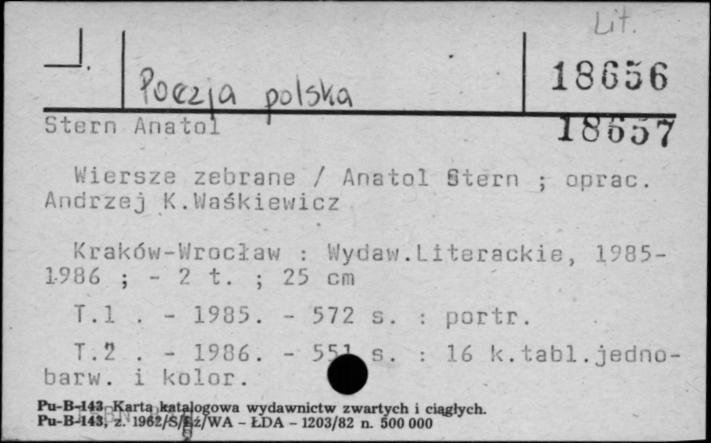 Lit.
Poezja polska
18656
Stern Anatol
18657
Wiersze zebrane / Anatol Stern ; oprac.
Andrzej K.Waśkiewicz
Kraków-Wrocław : Wydaw.Literackie, 1985-
1986 ; - 2 t. ; 25 cm
T.1 . - 1985. - 572 s. : portr.
T.2 . - 1986. - 551 s. : 16 k.tabl.jedno-
barw. i kolor.
Pu-B-143 Karta katalogowa wydawnictw zwartych i ciągłych.
Pu-B-143, z. 1962/S/Łż/WA - ŁDA - 1203/82 n. 500 000